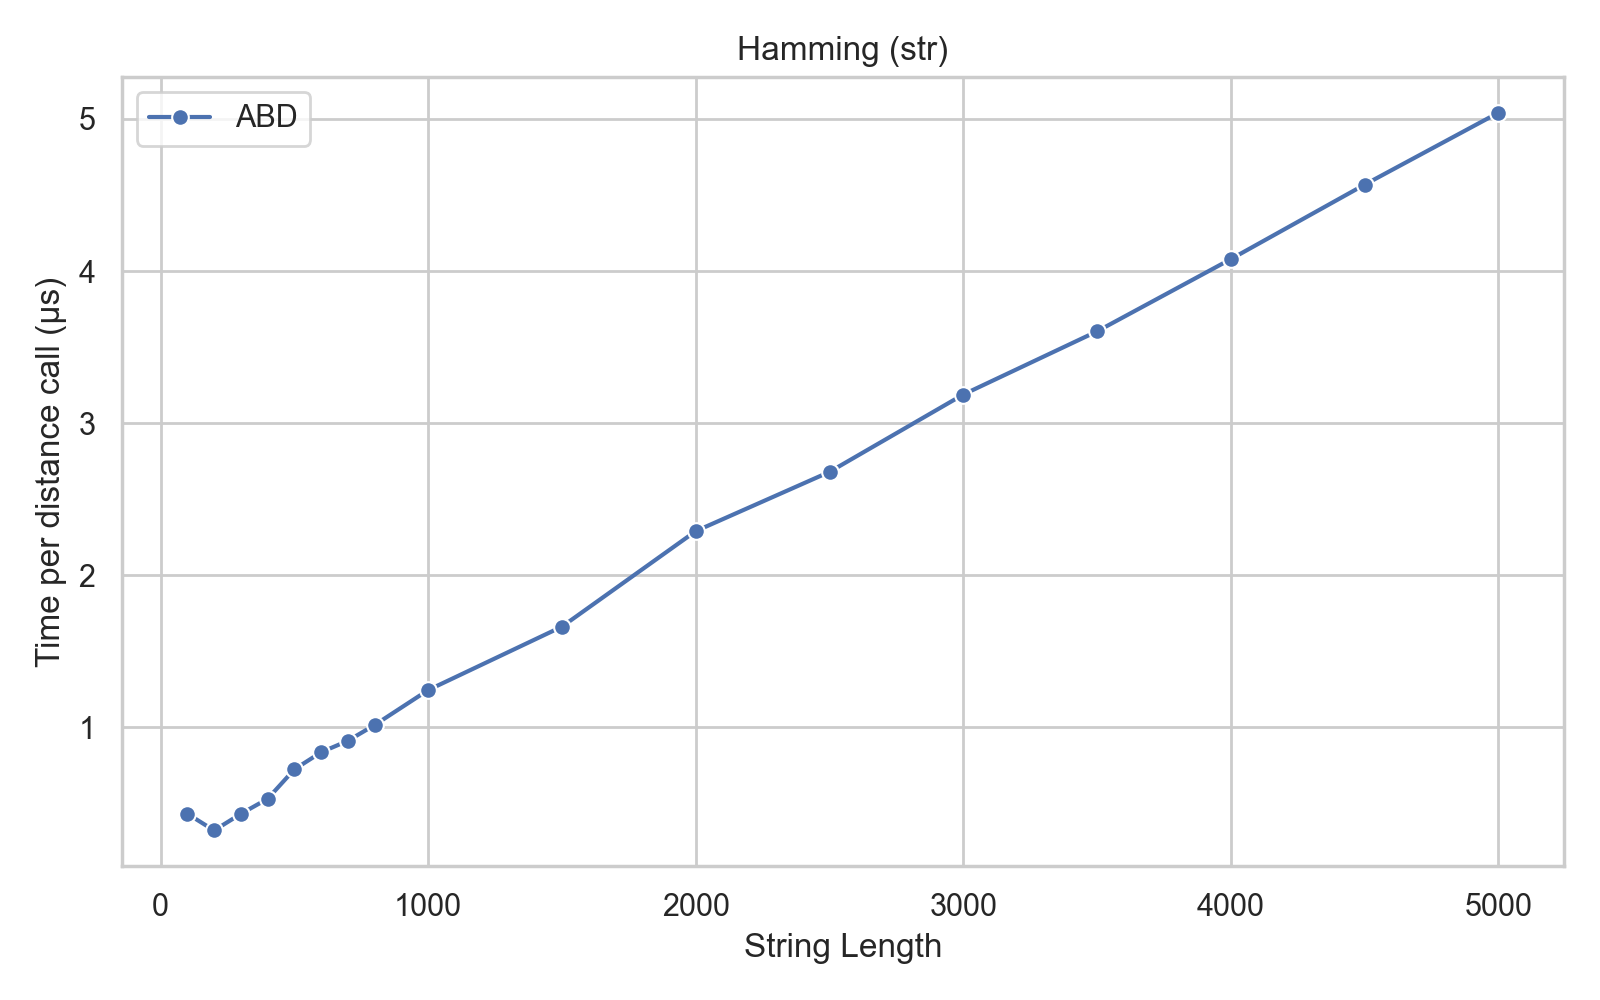 Hamming (str)
ABD
Time per distance call (µs)
5
4
3
2
1
0 1000 2000 3000 4000 5000
String Length